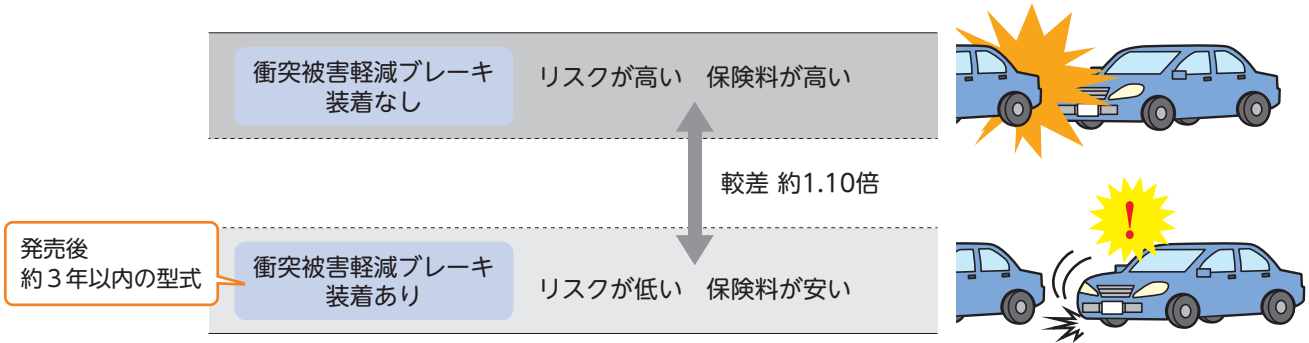 衝突被害軽減ブレーキ
装着なし
リスクが高い 保険料が高い
較差 約1.10倍
発売後
約3年以内の型式
衝突被害軽減ブレーキ
装着あり
リスクが低い 保険料が安い
!